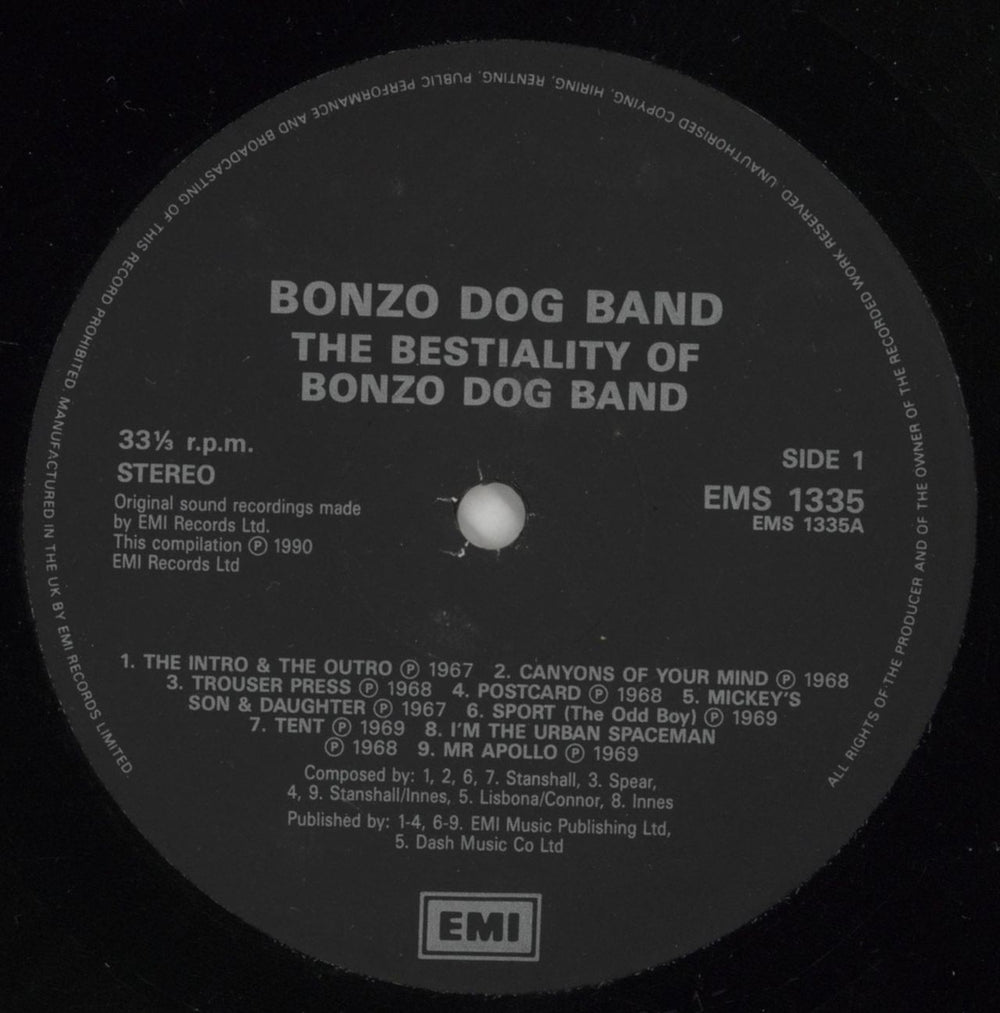 BONZO DOG BAND
THE BESTIALITY OF
BONZO DOG BAND
33⅓ r.p.m.
STEREO
Original sound recordings made
by EMI Records Ltd.
This compilation Ⓟ 1990
EMI Records Ltd
SIDE 1
EMS 1335
EMS 1335A
1. THE INTRO & THE OUTRO Ⓟ 1967 2. CANYONS OF YOUR MIND Ⓟ 1968
3. TROUSER PRESS Ⓟ 1968 4. POSTCARD Ⓟ 1968 5. MICKEY'S
SON & DAUGHTER Ⓟ 1967 6. SPORT (The Odd Boy) Ⓟ 1969
7. TENT Ⓟ 1969 8. I'M THE URBAN SPACEMAN
Ⓟ 1968 9. MR APOLLO Ⓟ 1969
Composed by: 1, 2, 6, 7. Stanshall, 3. Spear,
4, 9. Stanshall/Innes, 5. Lisbona/Connor, 8. Innes
Published by: 1-4, 6-9. EMI Music Publishing Ltd,
5. Dash Music Co Ltd
EMI
ALL RIGHTS OF THE PRODUCER AND OF THE OWNER OF THE RECORDED WORK RESERVED. UNAUTHORISED COPYING, HIRING, RENTING, PUBLIC PERFORMANCE AND BROADCASTING OF THIS RECORD PROHIBITED. MANUFACTURED IN THE UK BY EMI RECORDS LIMITED.